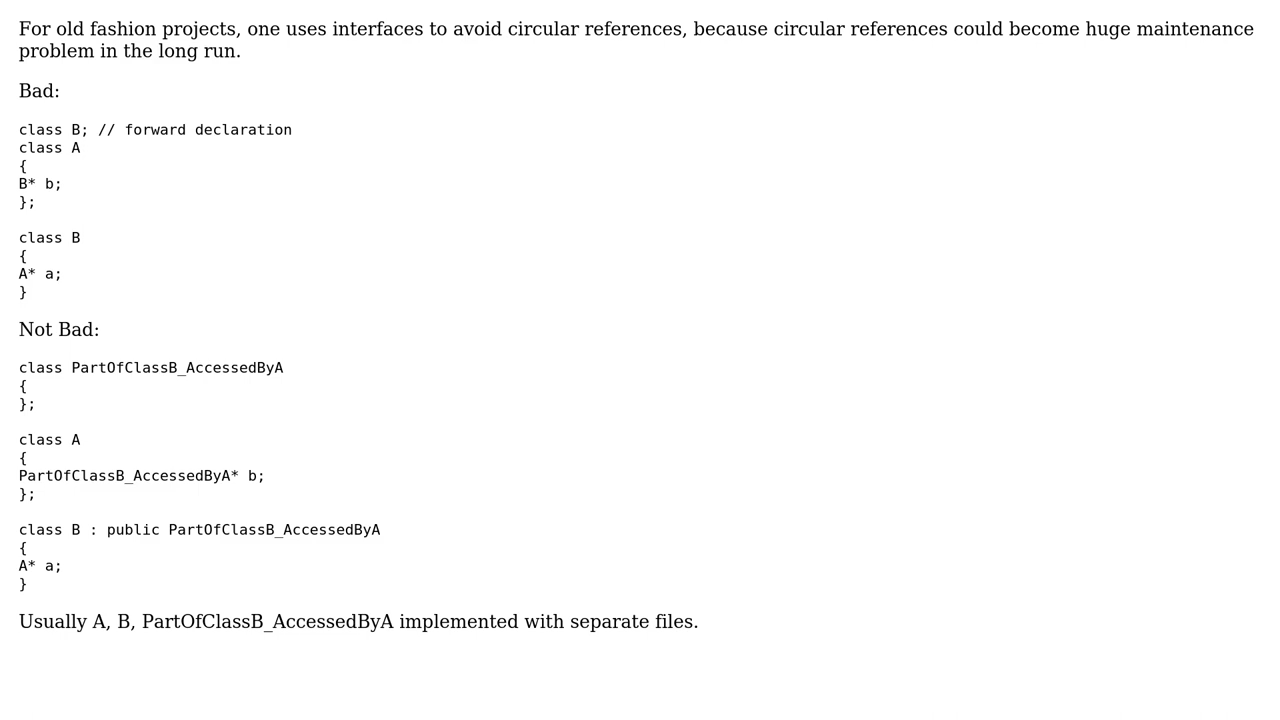 For old fashion projects, one uses interfaces to avoid circular references, because circular references could become huge maintenance
problem in the long run.
Bad:
class B; // forward declaration
class A
{
B* b;
};
class B
{
A* a;
}
Not Bad:
class PartOfClassB_AccessedByA
{
};
class A
{
PartOfClassB_AccessedByA* b;
};
class B : public PartOfClassB_AccessedByA
{
A* a;
}
Usually A, B, PartOfClassB_AccessedByA implemented with separate files.